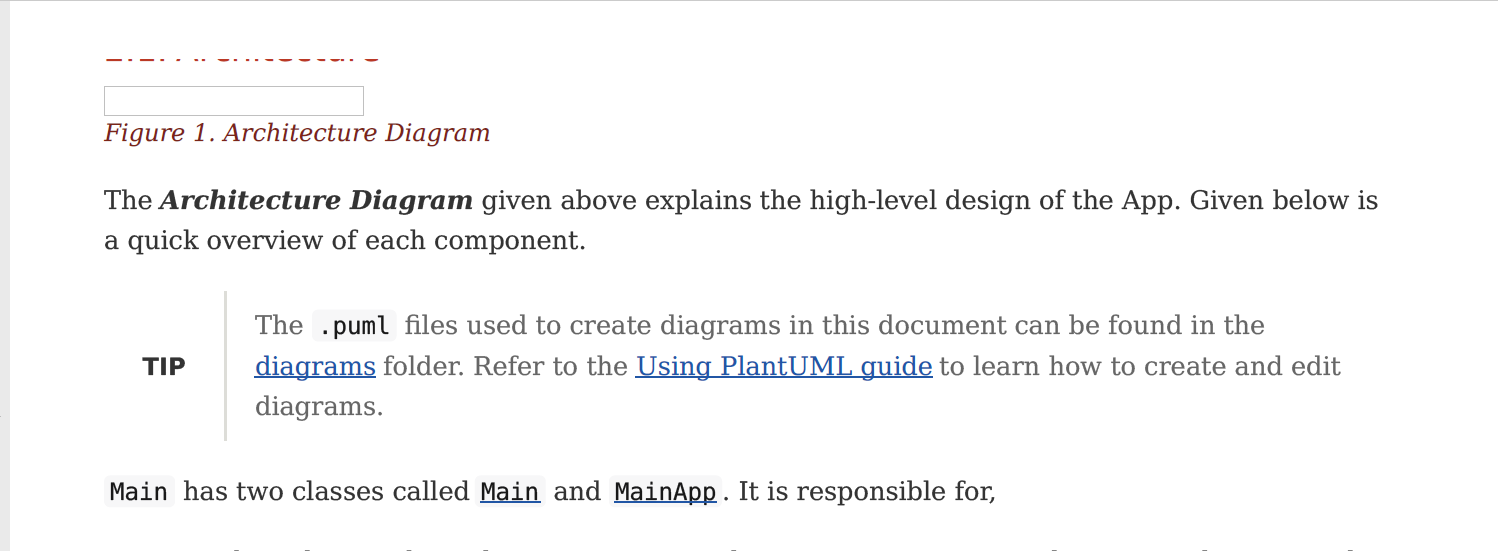 Figure 1. Architecture Diagram
The Architecture Diagram given above explains the high-level design of the App. Given below is
a quick overview of each component.
The .puml files used to create diagrams in this document can be found in the
TIP diagrams folder. Refer to the Using PlantUML guide to learn how to create and edit
diagrams.
Main has two classes called Main and MainApp. It is responsible for,